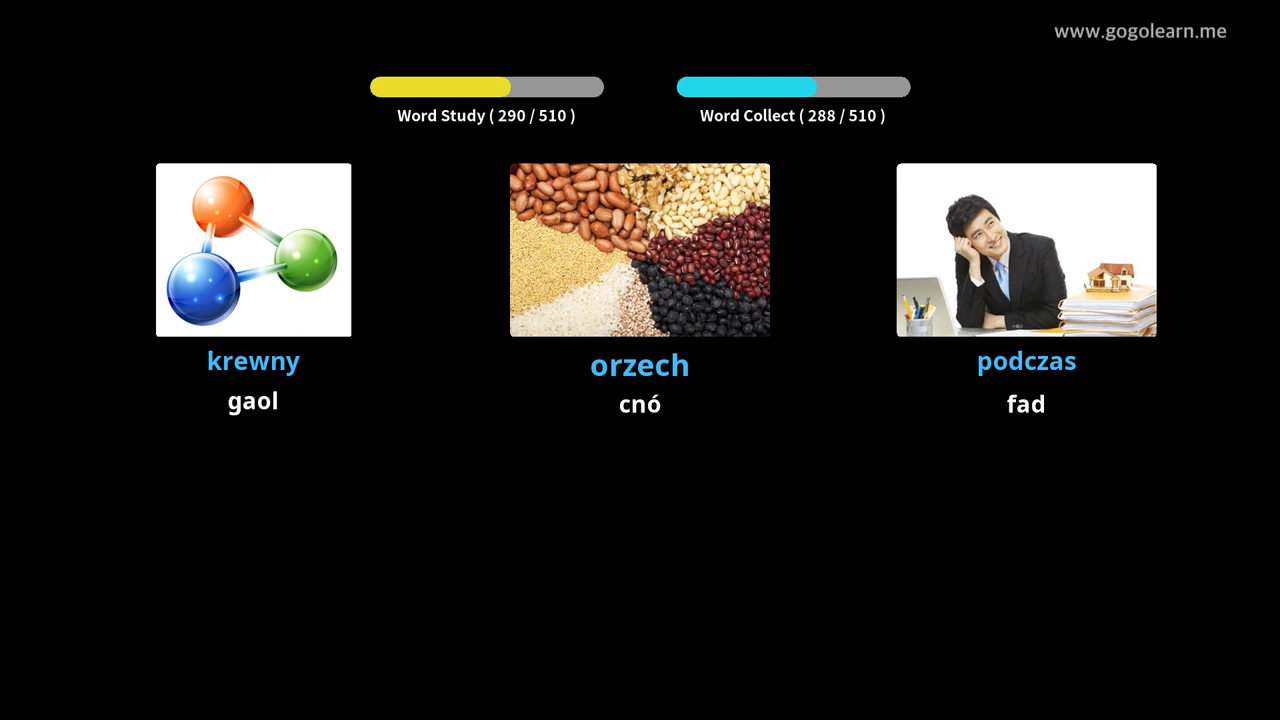 www.gogolearn.me
Word Study ( 290 / 510 )
Word Collect ( 288 / 510 )
krewny
gaol
orzech
cnó
podczas
fad